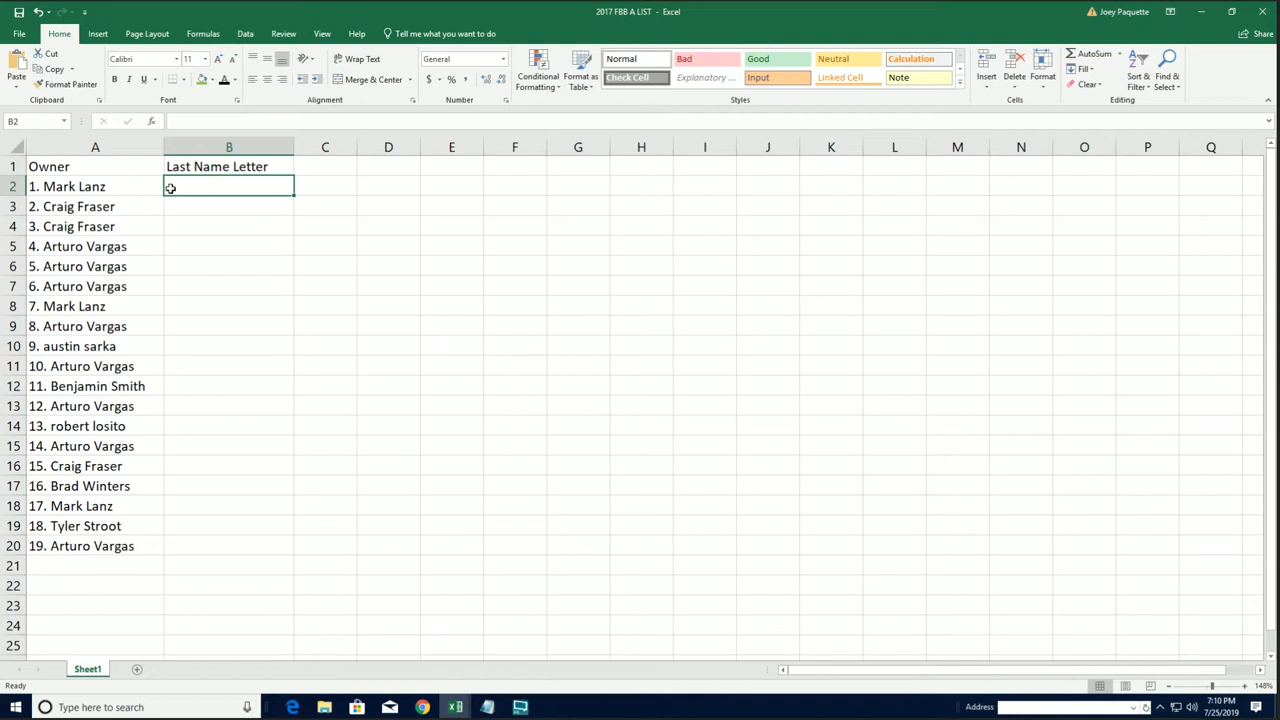 2017 FBB A LIST - Excel
Joey Paquette
File Home Insert Page Layout Formulas Data Review View Help Tell me what you want to do Share
Paste Cut Copy Format Painter Clipboard
Calibri 11 B I U Font
Wrap Text Merge & Center Alignment
General $ % Number
Conditional Formatting Format as Table
Normal Bad Good Neutral Calculation
Check Cell Explanatory ... Input Linked Cell Note
Styles
Insert Delete Format Cells
AutoSum Fill Clear Sort & Filter Find & Select Editing
B2 fx
A B C D E F G H I J K L M N O P Q
1 Owner Last Name Letter
2 1. Mark Lanz
3 2. Craig Fraser
4 3. Craig Fraser
5 4. Arturo Vargas
6 5. Arturo Vargas
7 6. Arturo Vargas
8 7. Mark Lanz
9 8. Arturo Vargas
10 9. austin sarka
11 10. Arturo Vargas
12 11. Benjamin Smith
13 12. Arturo Vargas
14 13. robert losito
15 14. Arturo Vargas
16 15. Craig Fraser
17 16. Brad Winters
18 17. Mark Lanz
19 18. Tyler Stroot
20 19. Arturo Vargas
21
22
23
24
25
Sheet1
Ready 148%
Type here to search Address 7:10 PM
7/25/2019